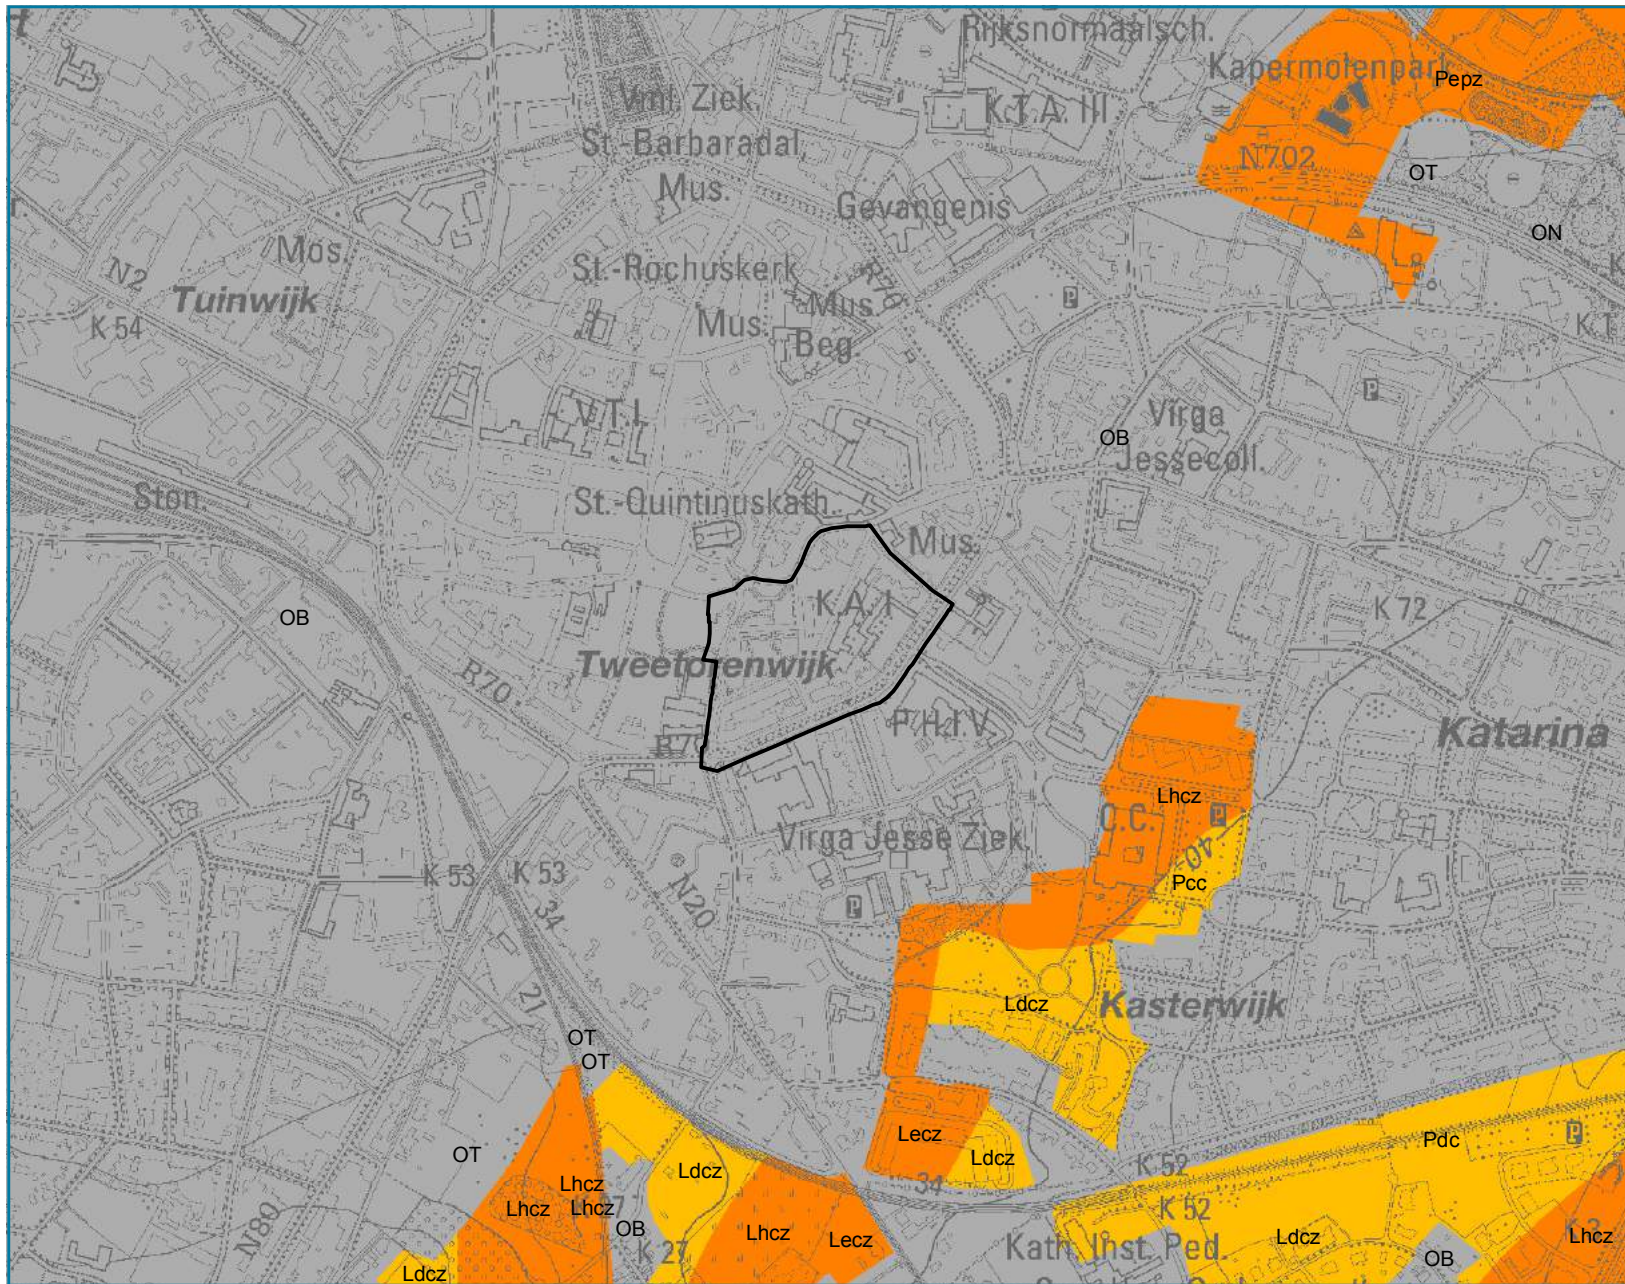 Rijksnormaalsch.
Kapermolenpark
Pepz
Vml. Ziek.
K.T.A. III
St.-Barbaradal
N702
OT
Mus.
Gevangenis
ON
Mos.
N2
St.-Rochuskerk
R70
Tuinwijk
Mus.
Mus.
K 54
Beg.
K.T
V.T.I.
Virga
OB
Jessecoll.
Ston.
St.-Quintinuskath.
Mus.
K.A. I
K 72
OB
Tweetorenwijk
R70
P.H.I.V.
Katarina
R70
Lhcz
C.C.
Virga Jesse Ziek.
40
K 53
K 53
Pcc
34
N20
21
Ldcz
Kasterwijk
OT
OT
Lecz
Pdc
OT
Ldcz
Ldcz
K 52
34
Lhcz
Lhcz
Lhcz
K 52
N80
OB
K 27
Lhcz
Lecz
Kath. Inst. Ped.
Ldcz
OB
Lhcz
Ldcz